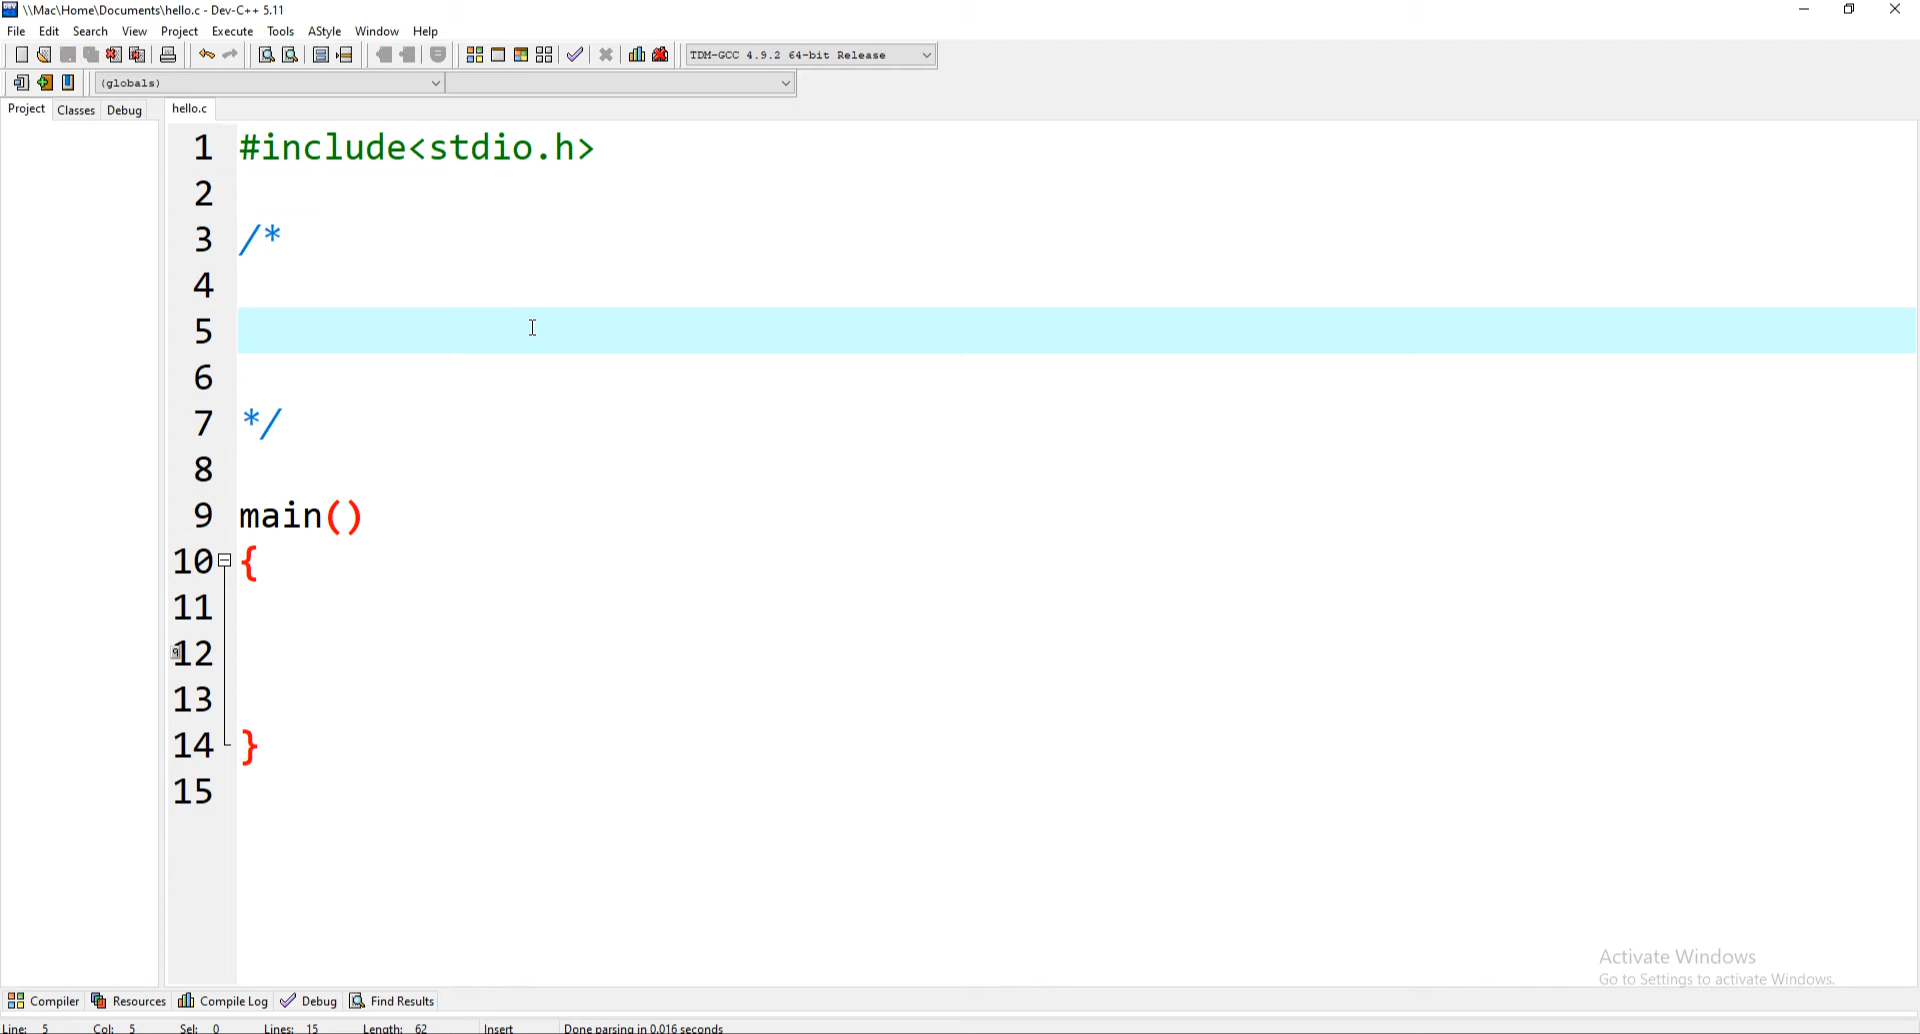 \\Mac\Home\Documents\hello.c - Dev-C++ 5.11
File Edit Search View Project Execute Tools AStyle Window Help
TDM-GCC 4.9.2 64-bit Release
(globals)
Project Classes Debug hello.c
1 #include<stdio.h>
2
3 /*
4
5
6
7 */
8
9 main()
10 {
11
12
13
14 }
15
Activate Windows
Go to Settings to activate Windows.
Compiler Resources Compile Log Debug Find Results
Line: 5 Col: 5 Sel: 0 Lines: 15 Length: 62 Insert Done parsing in 0.016 seconds